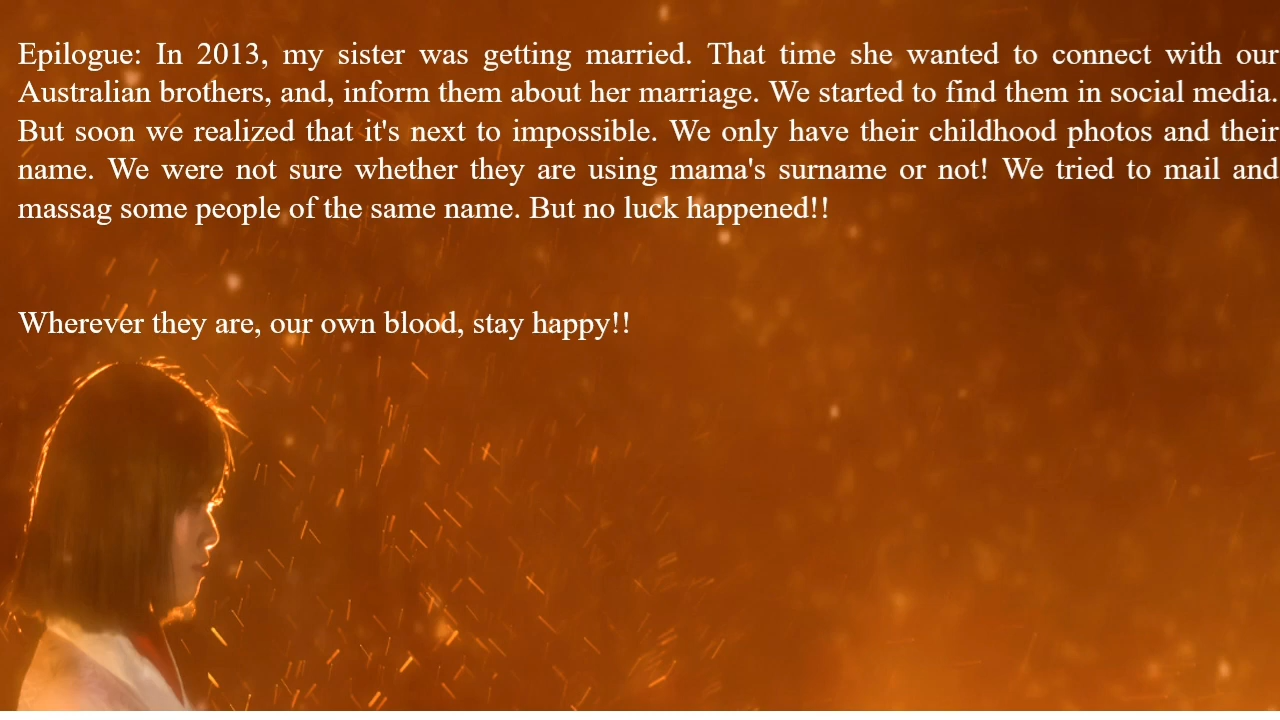 Epilogue: In 2013, my sister was getting married. That time she wanted to connect with our
Australian brothers, and, inform them about her marriage. We started to find them in social media.
But soon we realized that it's next to impossible. We only have their childhood photos and their
name. We were not sure whether they are using mama's surname or not! We tried to mail and
massag some people of the same name. But no luck happened!!
Wherever they are, our own blood, stay happy!!